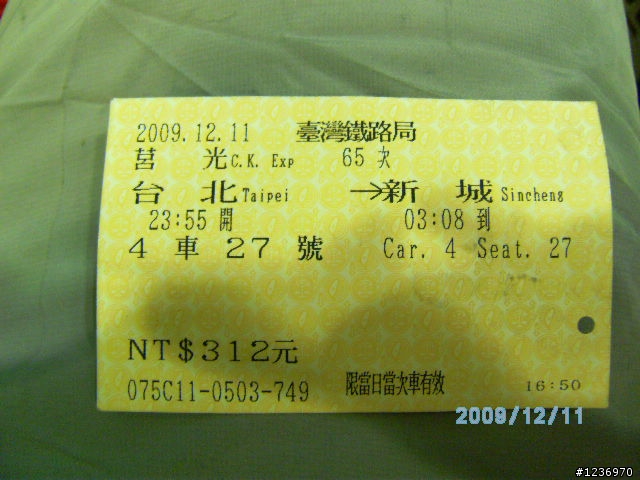 2009.12.11 臺灣鐵路局
莒 光C.K. Exp 65次
台 北Taipei →新 城Sincheng
23:55開 03:08到
4 車 27 號 Car. 4 Seat. 27
NT$312元
075C11-0503-749 限當日當次車有效 16:50
2009/12/11
#1236970